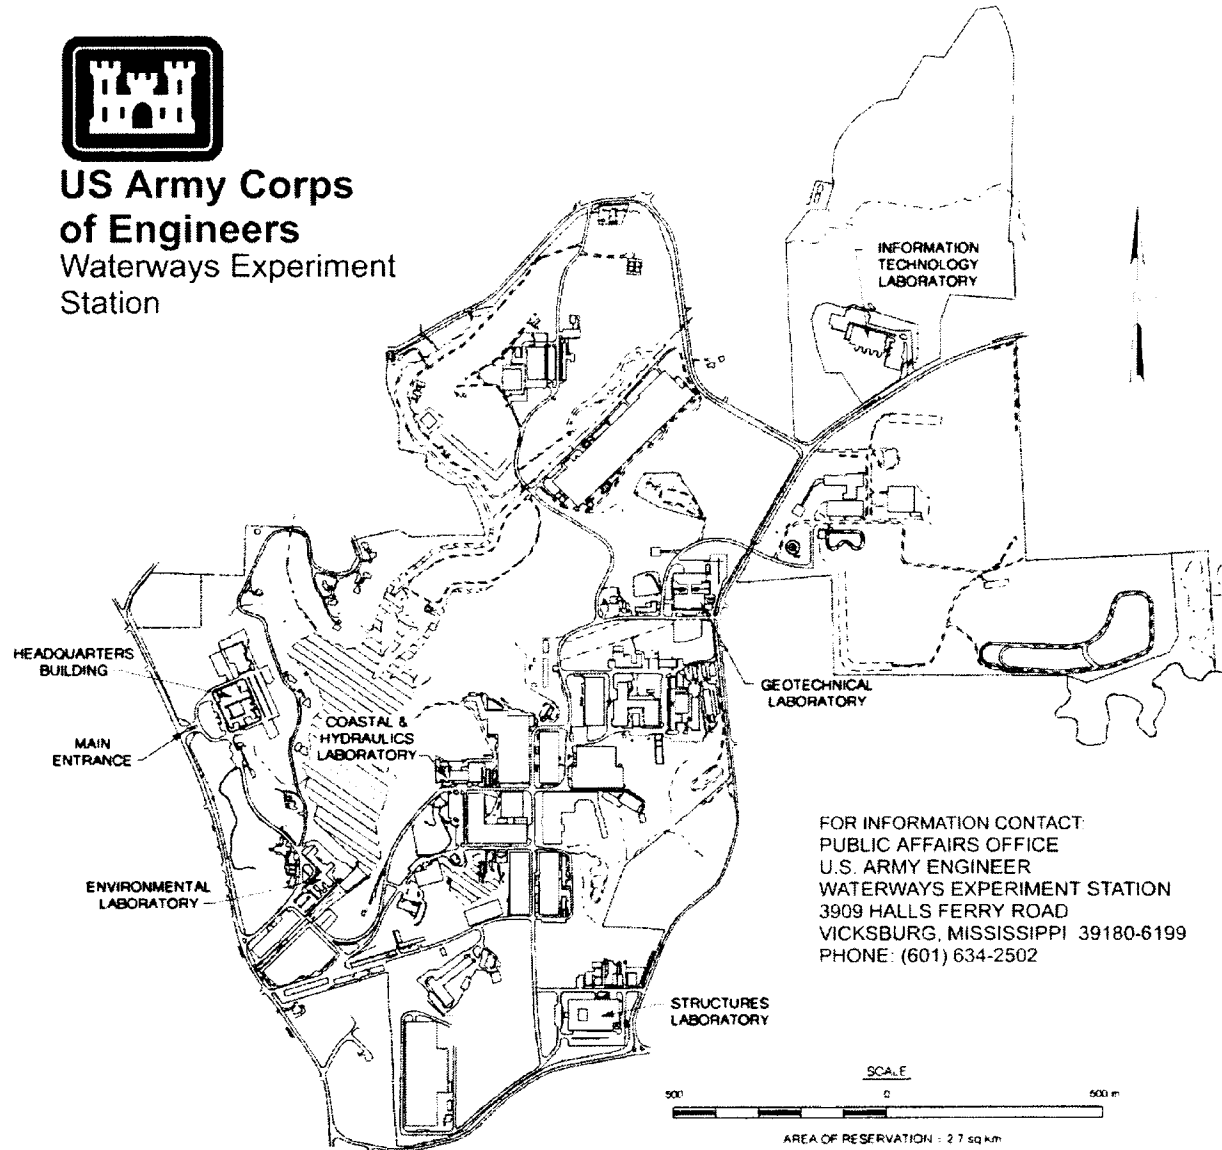 US Army Corps
of Engineers
Waterways Experiment
Station
INFORMATION
TECHNOLOGY
LABORATORY
HEADQUARTERS
BUILDING
MAIN
ENTRANCE
COASTAL &
HYDRAULICS
LABORATORY
GEOTECHNICAL
LABORATORY
ENVIRONMENTAL
LABORATORY
FOR INFORMATION CONTACT:
PUBLIC AFFAIRS OFFICE
U.S. ARMY ENGINEER
WATERWAYS EXPERIMENT STATION
3909 HALLS FERRY ROAD
VICKSBURG, MISSISSIPPI 39180-6199
PHONE: (601) 634-2502
STRUCTURES
LABORATORY
SCALE
500 0 500 m
AREA OF RESERVATION : 2.7 sq km